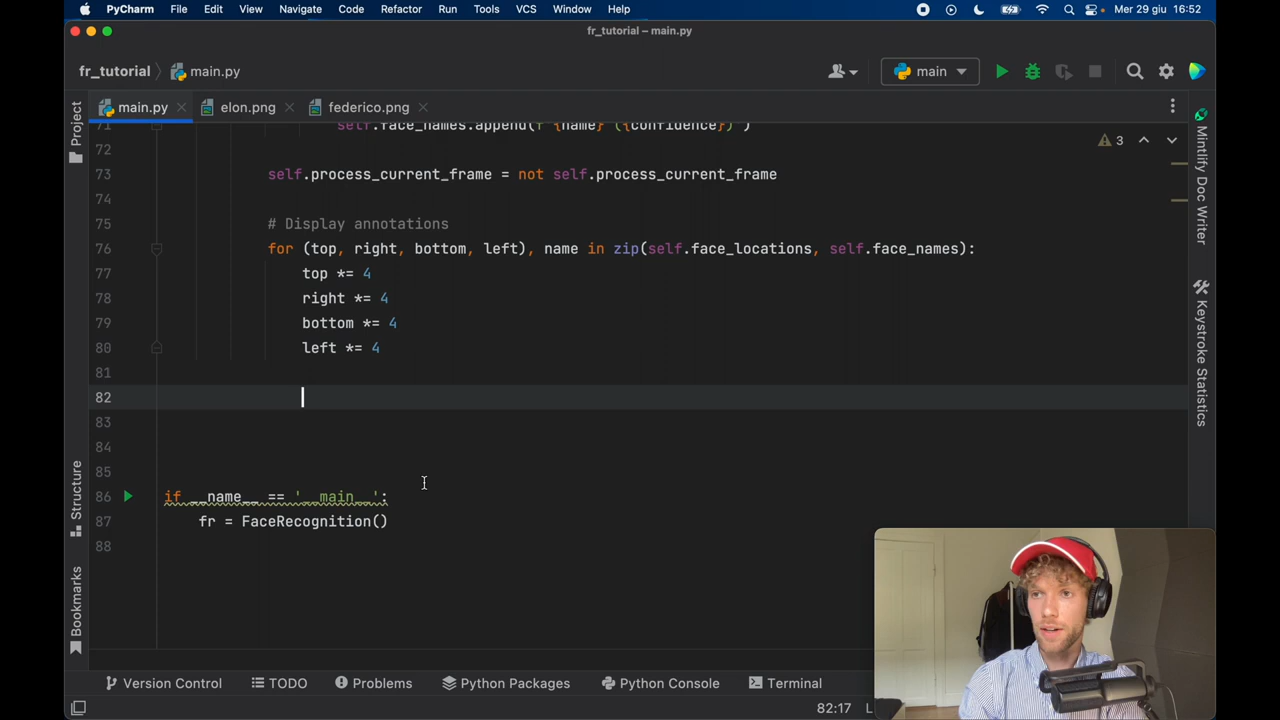 PyCharm File Edit View Navigate Code Refactor Run Tools VCS Window Help Mer 29 giu 16:52
fr_tutorial – main.py
fr_tutorial main.py main
main.py elon.png federico.png
Project
Structure
Bookmarks
Mintlify Doc Writer
Keystroke Statistics
3
71 self.face_names.append(f'{name} ({confidence})')
72
73 self.process_current_frame = not self.process_current_frame
74
75 # Display annotations
76 for (top, right, bottom, left), name in zip(self.face_locations, self.face_names):
77 top *= 4
78 right *= 4
79 bottom *= 4
80 left *= 4
81
82
83
84
85
86 if __name__ == '__main__':
87 fr = FaceRecognition()
88
Version Control TODO Problems Python Packages Python Console Terminal
82:17